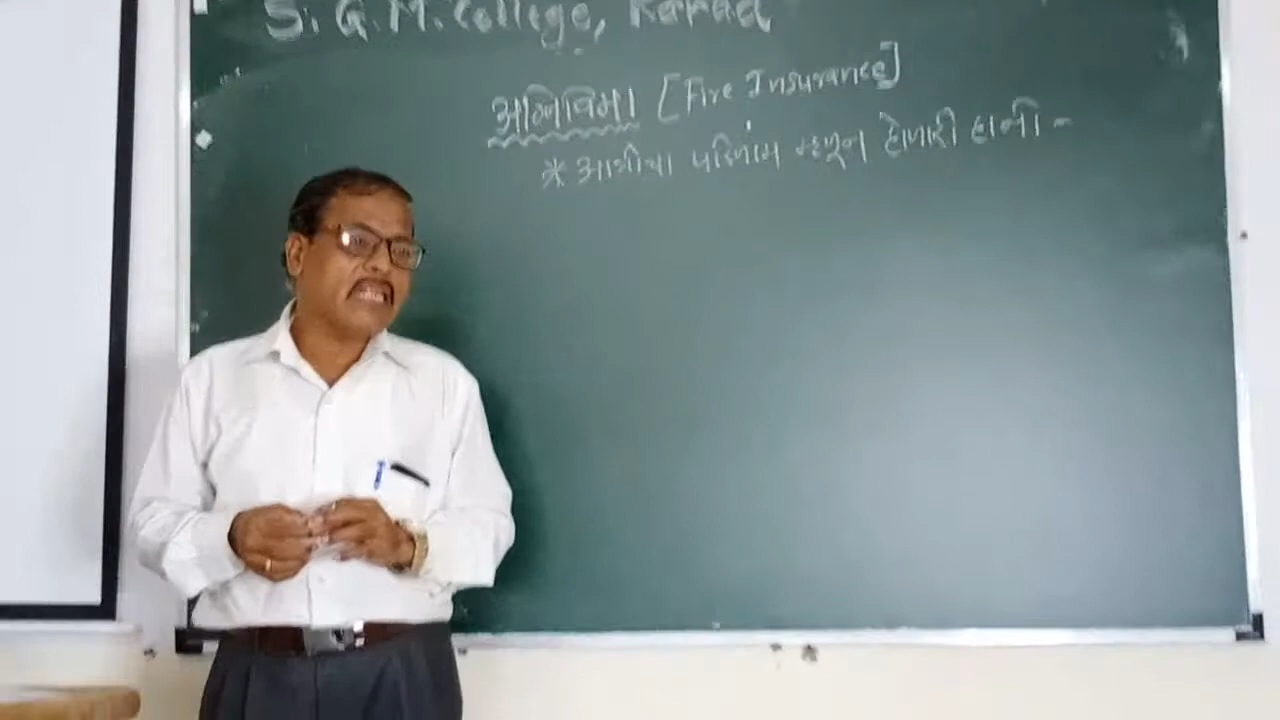 S. G. M. College, Karad
अग्निविमा [Fire Insurance]
* आगीचा परिणाम म्हणून होणारी हानी -